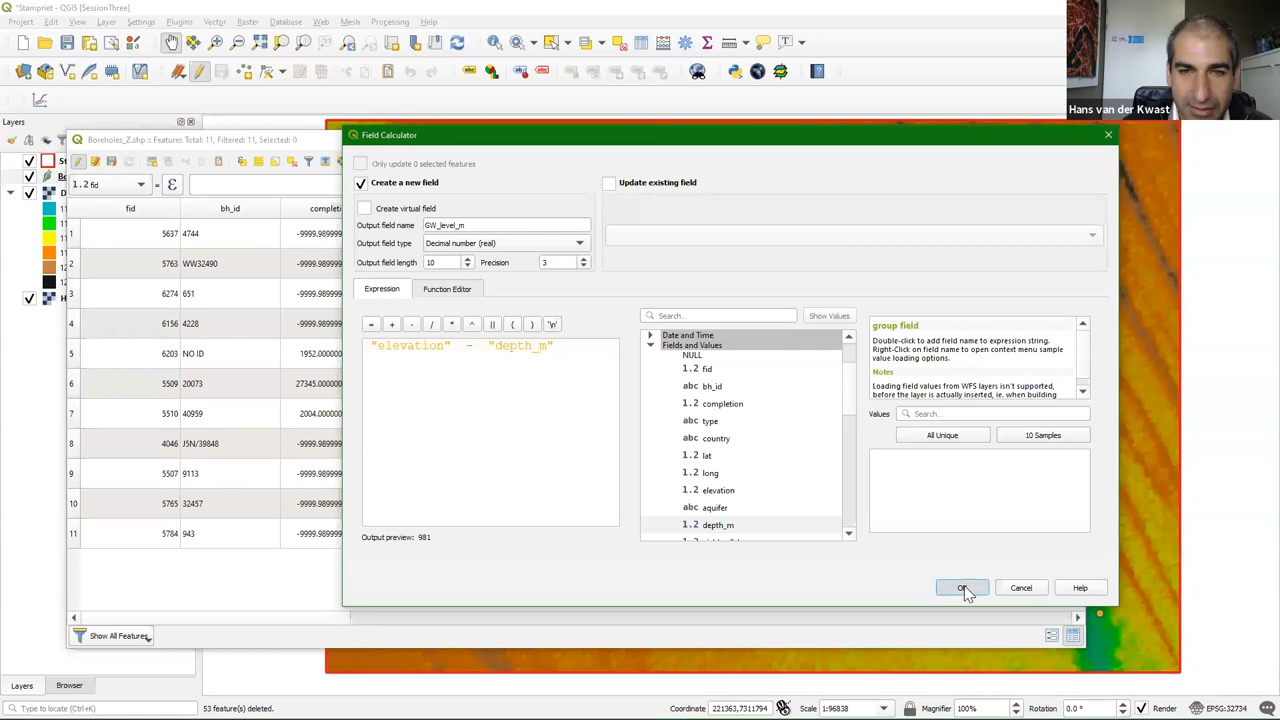 *Stampriet - QGIS [SessionThree]
Project Edit View Layer Settings Plugins Vector Raster Database Web Mesh Processing Help
Hans van der Kwast
Layers
Boreholes_Z.shp — Features Total: 11, Filtered: 11, Selected: 0
Field Calculator
Only update 0 selected features
Create a new field
Update existing field
1.2 fid = ε
Create virtual field
fid bh_id
Output field name GW_level_m
1 5637 4744 -9999.989999
Output field type Decimal number (real)
2 5763 WW32490 -9999.989999
Output field length 10 Precision 3
3 6274 651 -9999.989999
Expression Function Editor
4 6156 4228 -9999.989999
= + - / * ^ || ( ) '\n'
Search... Show Values
5 6203 NO ID 1952.000000
"elevation" - "depth_m"
Date and Time
Fields and Values
NULL
1.2 fid
abc bh_id
1.2 completion
abc type
abc country
1.2 lat
1.2 long
1.2 elevation
abc aquifer
1.2 depth_m
group field
Double-click to add field name to expression string.
Right-Click on field name to open context menu sample
value loading options.
Notes
Loading field values from WFS layers isn't supported,
before the layer is actually inserted, ie. when building
Values Search...
All Unique 10 Samples
6 5509 20073 27345.000000
7 5510 40959 2004.000000
8 4046 J5N/39848 -9999.989999
9 5507 9113 -9999.989999
10 5765 32457 -9999.989999
11 5784 943 -9999.989999
Output preview: 981
Cancel Help
Show All Features
Layers Browser
Type to locate (Ctrl+K) 53 feature(s) deleted. Coordinate 221363,7311794 Scale 1:96838 Magnifier 100% Rotation 0.0 ° Render EPSG:32734